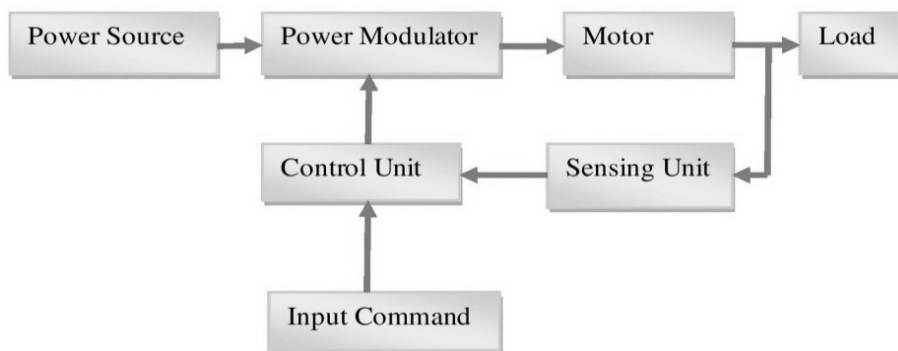 Power Source
Power Modulator
Motor
Load
Control Unit
Sensing Unit
Input Command